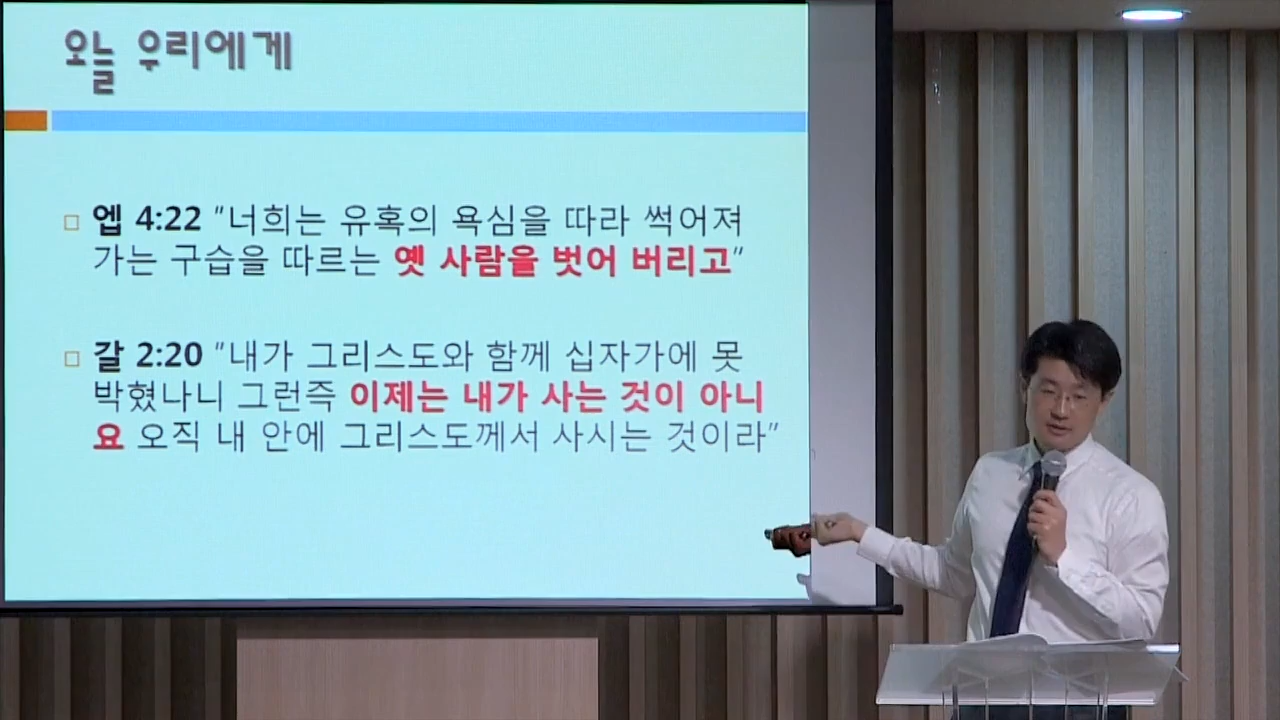 오늘 우리에게
엡 4:22 "너희는 유혹의 욕심을 따라 썩어져
가는 구습을 따르는 옛 사람을 벗어 버리고"
갈 2:20 "내가 그리스도와 함께 십자가에 못
박혔나니 그런즉 이제는 내가 사는 것이 아니
요 오직 내 안에 그리스도께서 사시는 것이라"